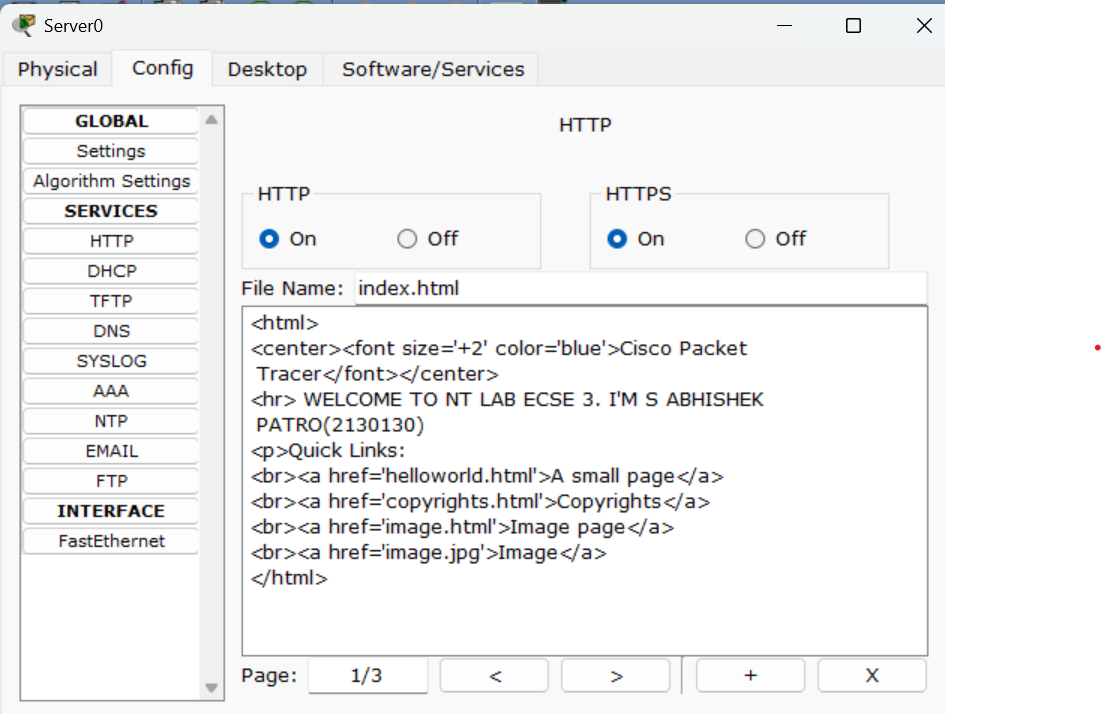 Server0
Physical Config Desktop Software/Services
GLOBAL
Settings
Algorithm Settings
SERVICES
HTTP
DHCP
TFTP
DNS
SYSLOG
AAA
NTP
EMAIL
FTP
INTERFACE
FastEthernet
HTTP
HTTP
On Off
HTTPS
On Off
File Name: index.html
<html>
<center><font size='+2' color='blue'>Cisco Packet
Tracer</font></center>
<hr> WELCOME TO NT LAB ECSE 3. I'M S ABHISHEK
PATRO(2130130)
<p>Quick Links:
<br><a href='helloworld.html'>A small page</a>
<br><a href='copyrights.html'>Copyrights</a>
<br><a href='image.html'>Image page</a>
<br><a href='image.jpg'>Image</a>
</html>
Page: 1/3 < > + X